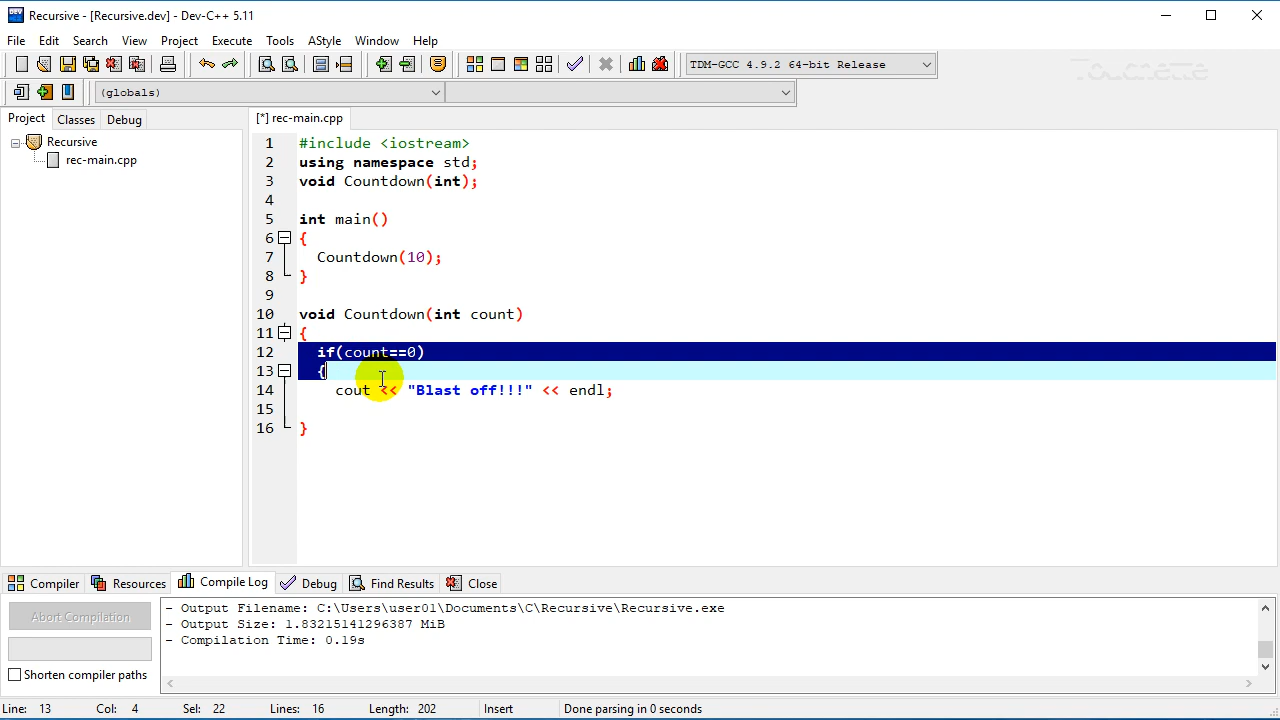 Recursive - [Recursive.dev] - Dev-C++ 5.11
File Edit Search View Project Execute Tools AStyle Window Help
TDM-GCC 4.9.2 64-bit Release
(globals)
Project Classes Debug
[*] rec-main.cpp
Recursive
rec-main.cpp
1 #include <iostream>
2 using namespace std;
3 void Countdown(int);
4
5 int main()
6 {
7 Countdown(10);
8 }
9
10 void Countdown(int count)
11 {
12 if(count==0)
13 {
14 cout << "Blast off!!!" << endl;
15
16 }
Compiler Resources Compile Log Debug Find Results Close
Abort Compilation
Shorten compiler paths
- Output Filename: C:\Users\user01\Documents\C\Recursive\Recursive.exe
- Output Size: 1.83215141296387 MiB
- Compilation Time: 0.19s
Line: 13 Col: 4 Sel: 22 Lines: 16 Length: 202 Insert Done parsing in 0 seconds